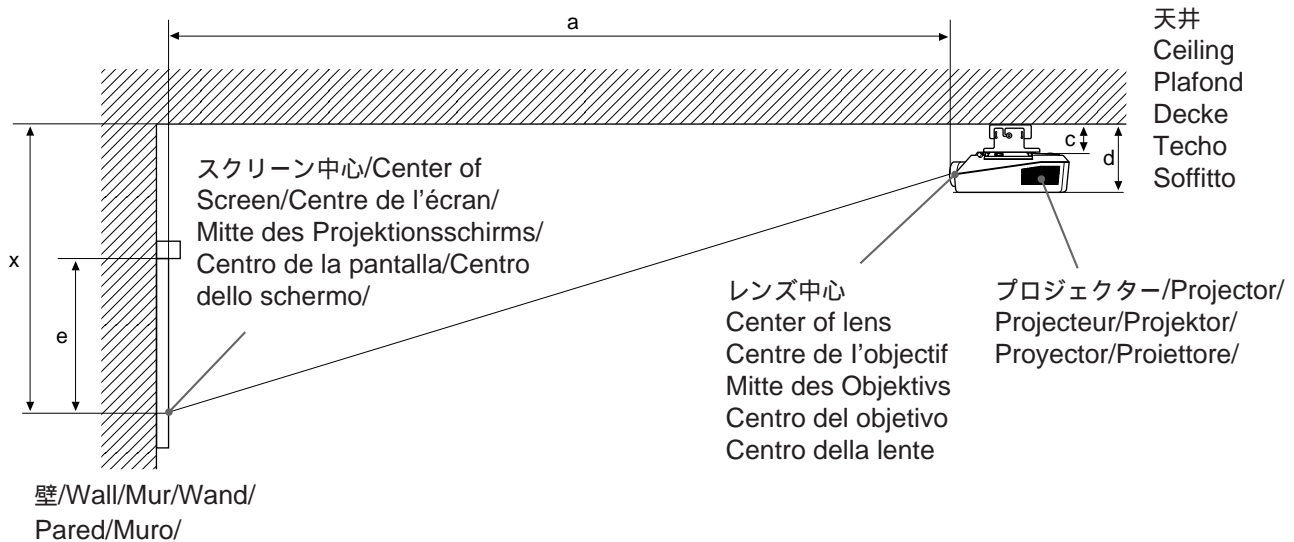 a
天井
Ceiling
Plafond
Decke
Techo
Soffitto
c
d
x
スクリーン中心/Center of
Screen/Centre de l'écran/
Mitte des Projektionsschirms/
Centro de la pantalla/Centro
dello schermo/
e
レンズ中心
Center of lens
Centre de l'objectif
Mitte des Objektivs
Centro del objetivo
Centro della lente
プロジェクター/Projector/
Projecteur/Projektor/
Proyector/Proiettore/
壁/Wall/Mur/Wand/
Pared/Muro/